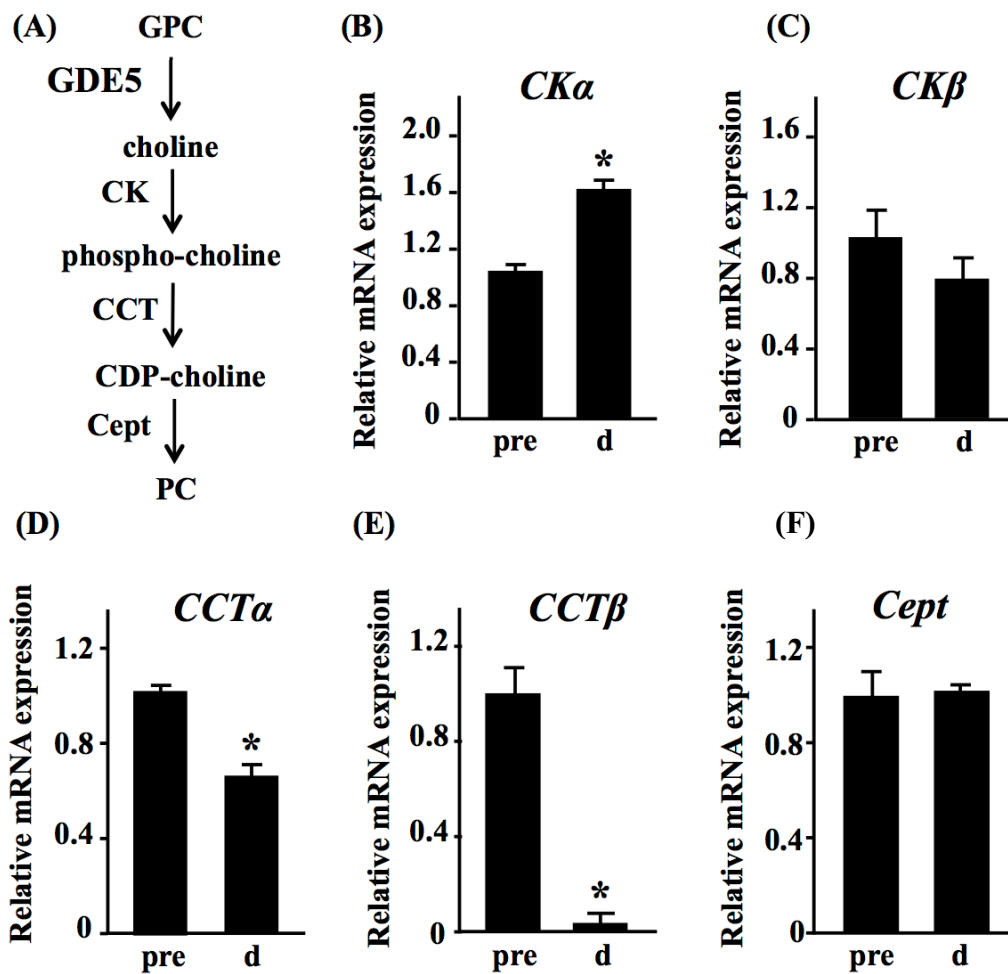 (A)
GPC
GDE5
choline
CK
phospho-choline
CCT
CDP-choline
Cept
PC
(B)
CKα
Relative mRNA expression
2.0
1.6
1.2
0.8
0.4
0
*
pre d
(C)
CKβ
Relative mRNA expression
1.6
1.2
0.8
0.4
0
pre d
(D)
CCTα
Relative mRNA expression
1.2
0.8
0.4
0
*
pre d
(E)
CCTβ
Relative mRNA expression
1.2
0.8
0.4
0
*
pre d
(F)
Cept
Relative mRNA expression
1.2
0.8
0.4
0
pre d